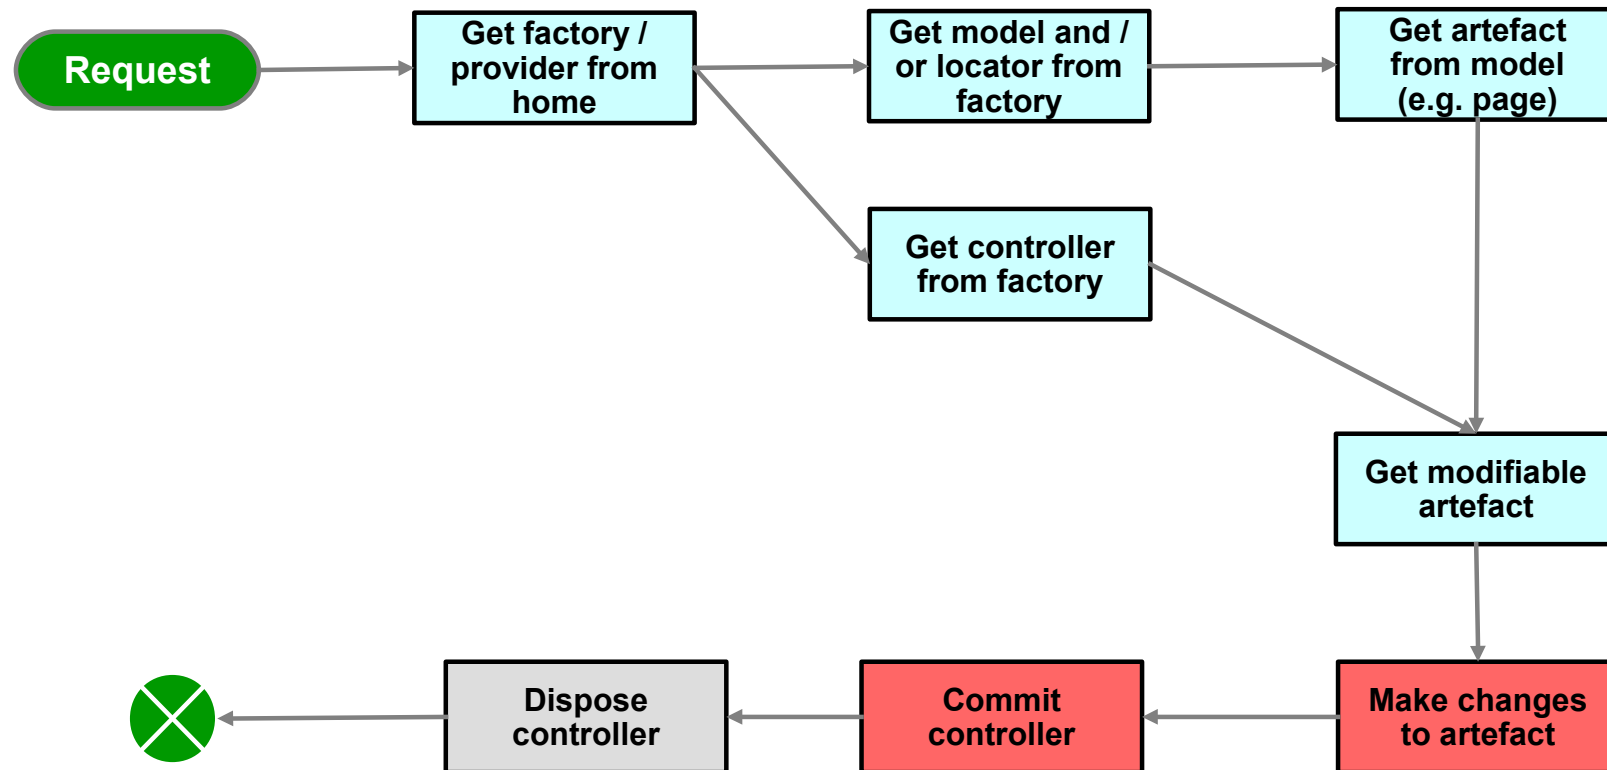 Request
Get factory /
provider from
home
Get model and /
or locator from
factory
Get artefact
from model
(e.g. page)
Get controller
from factory
Get modifiable
artefact
Dispose
controller
Commit
controller
Make changes
to artefact